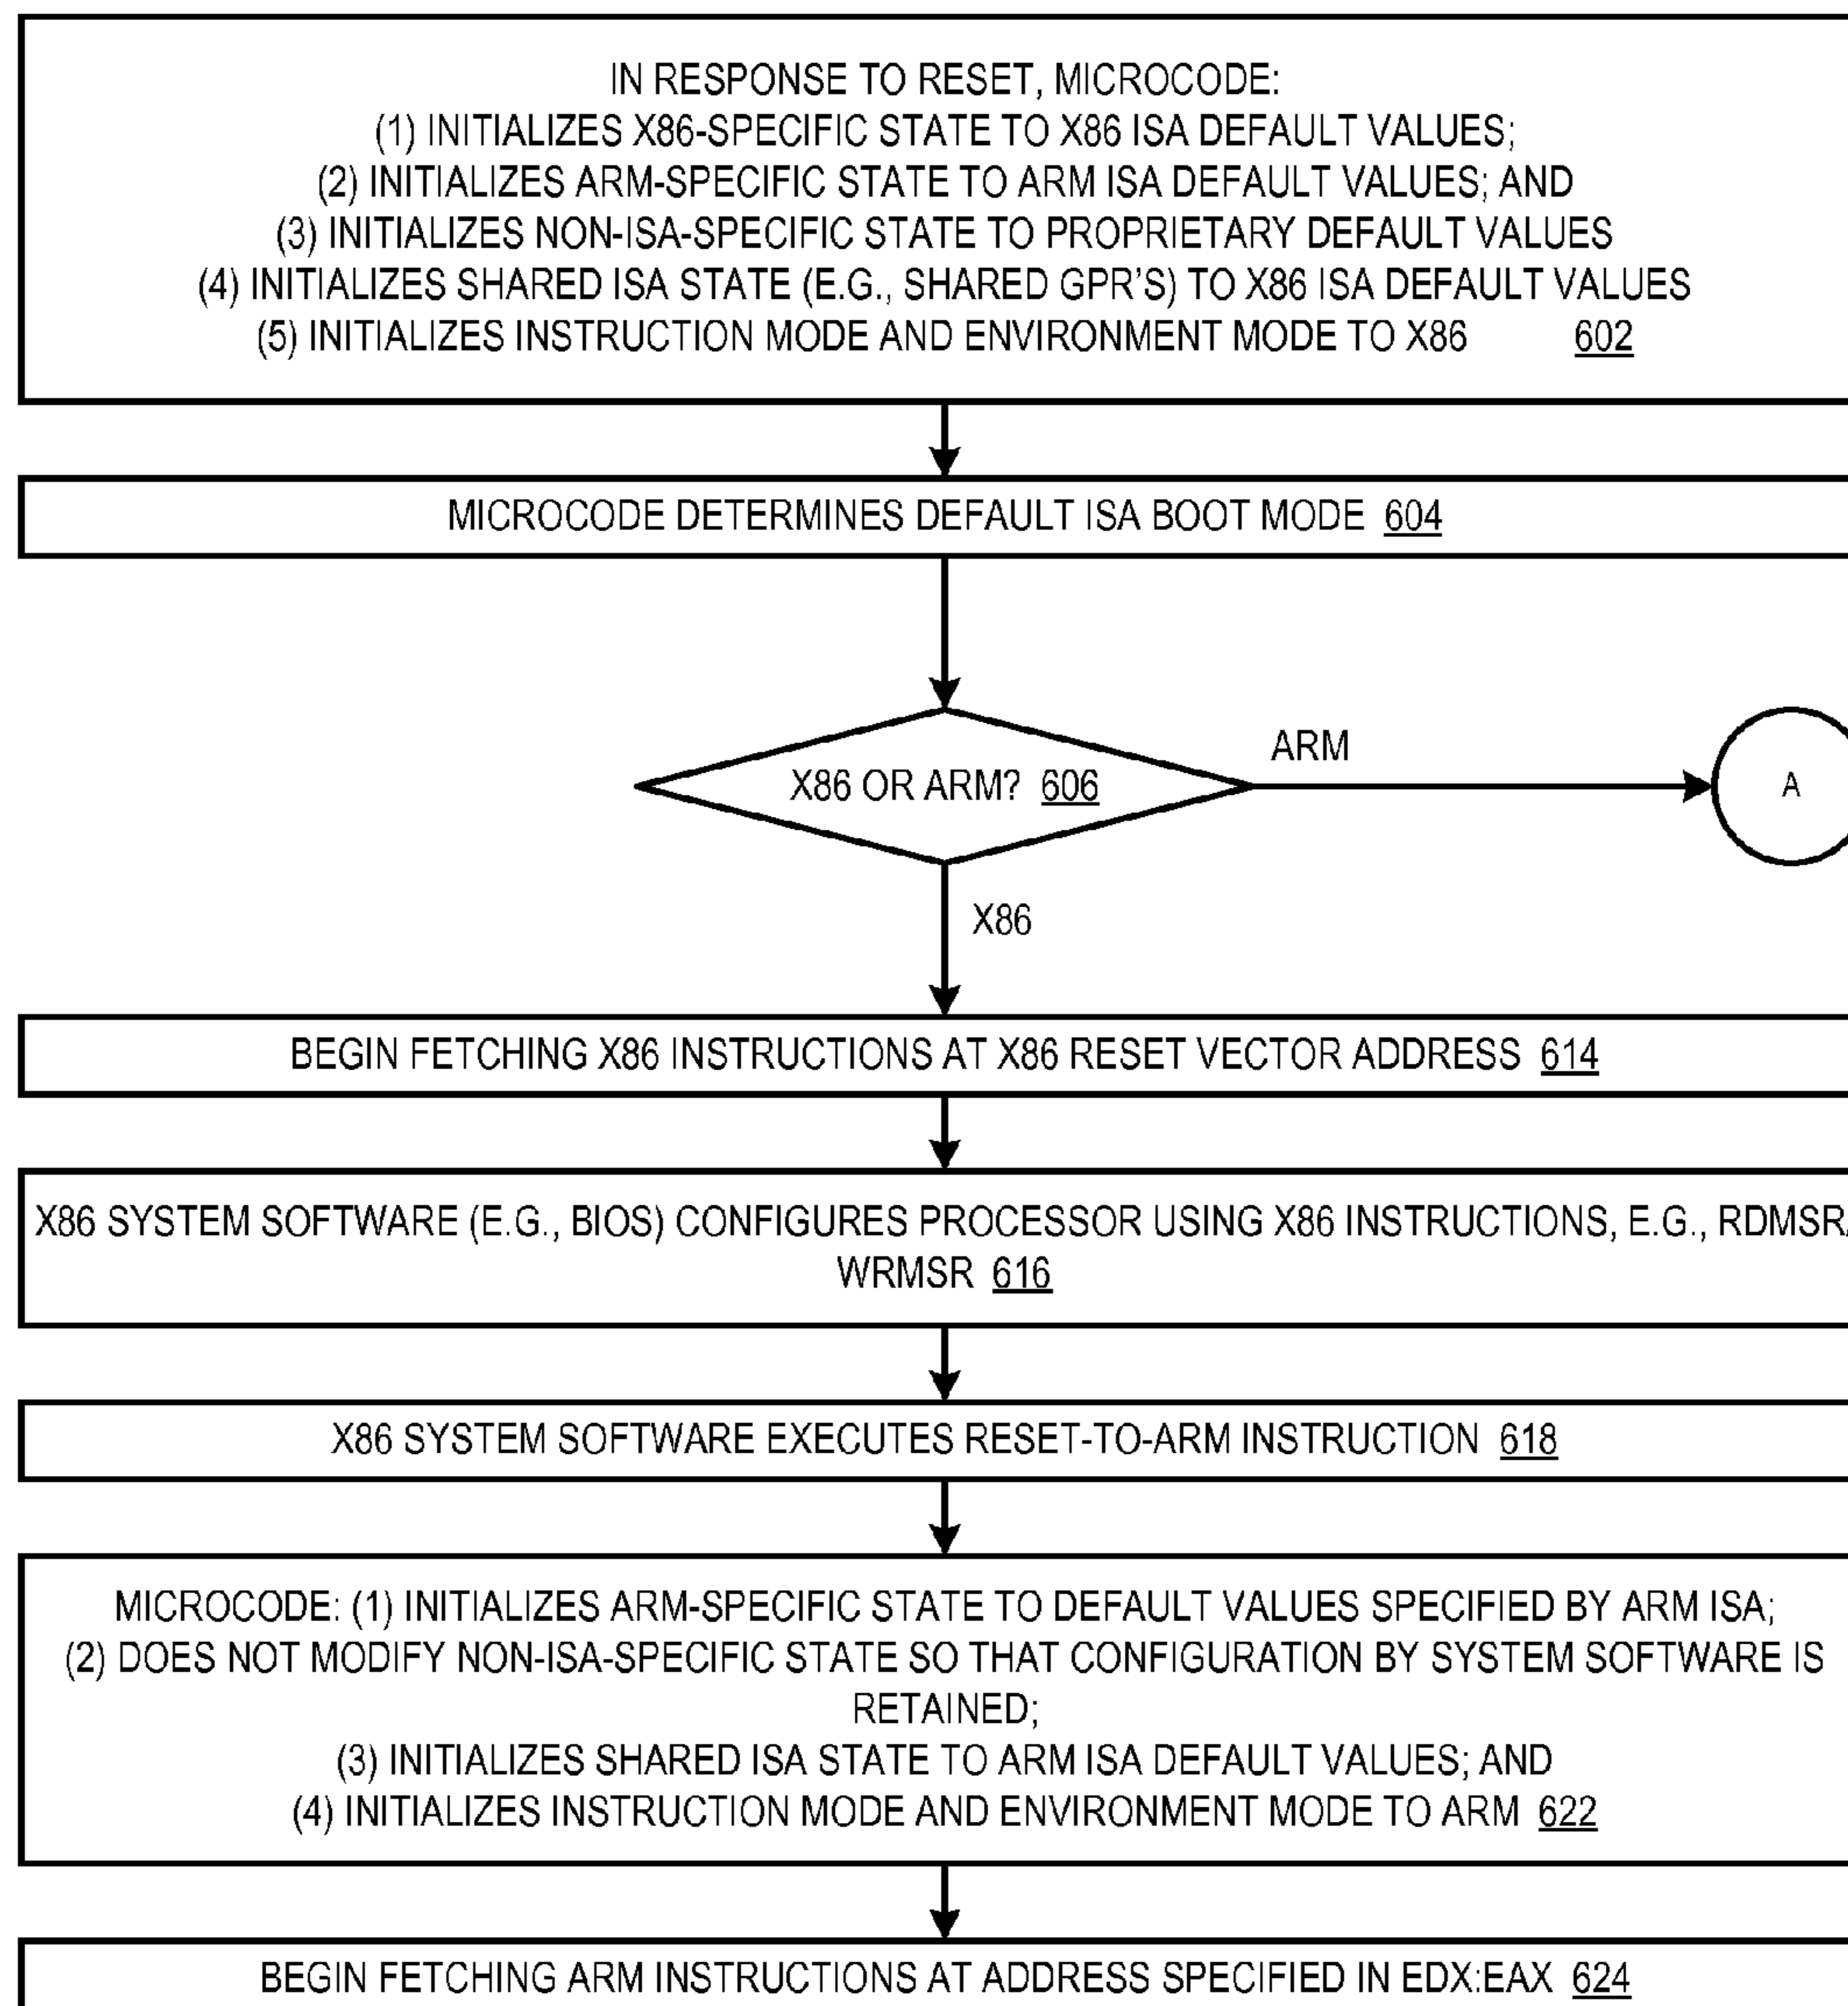 IN RESPONSE TO RESET, MICROCODE:
(1) INITIALIZES X86-SPECIFIC STATE TO X86 ISA DEFAULT VALUES;
(2) INITIALIZES ARM-SPECIFIC STATE TO ARM ISA DEFAULT VALUES; AND
(3) INITIALIZES NON-ISA-SPECIFIC STATE TO PROPRIETARY DEFAULT VALUES
(4) INITIALIZES SHARED ISA STATE (E.G., SHARED GPR'S) TO X86 ISA DEFAULT VALUES
(5) INITIALIZES INSTRUCTION MODE AND ENVIRONMENT MODE TO X86 602
MICROCODE DETERMINES DEFAULT ISA BOOT MODE 604
ARM
X86 OR ARM? 606
A
X86
BEGIN FETCHING X86 INSTRUCTIONS AT X86 RESET VECTOR ADDRESS 614
X86 SYSTEM SOFTWARE (E.G., BIOS) CONFIGURES PROCESSOR USING X86 INSTRUCTIONS, E.G., RDMSR/
WRMSR 616
X86 SYSTEM SOFTWARE EXECUTES RESET-TO-ARM INSTRUCTION 618
MICROCODE: (1) INITIALIZES ARM-SPECIFIC STATE TO DEFAULT VALUES SPECIFIED BY ARM ISA;
(2) DOES NOT MODIFY NON-ISA-SPECIFIC STATE SO THAT CONFIGURATION BY SYSTEM SOFTWARE IS
RETAINED;
(3) INITIALIZES SHARED ISA STATE TO ARM ISA DEFAULT VALUES; AND
(4) INITIALIZES INSTRUCTION MODE AND ENVIRONMENT MODE TO ARM 622
BEGIN FETCHING ARM INSTRUCTIONS AT ADDRESS SPECIFIED IN EDX:EAX 624